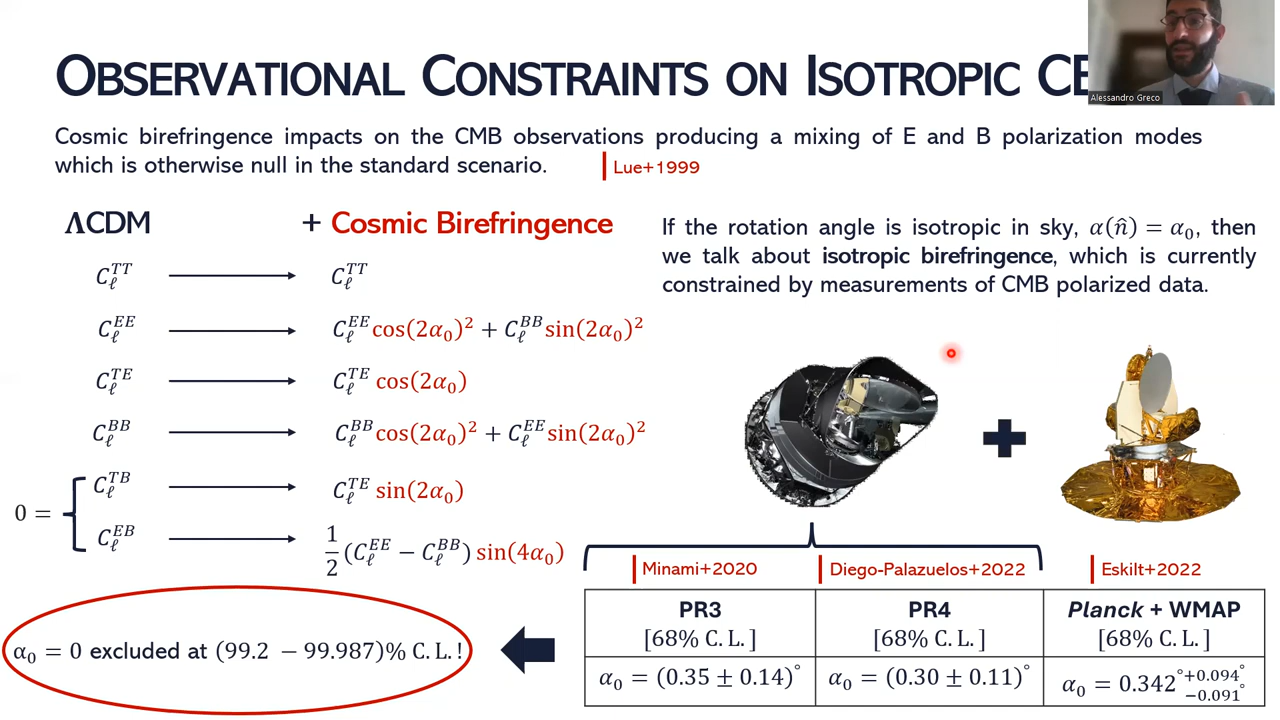 OBSERVATIONAL CONSTRAINTS ON ISOTROPIC CB
Alessandro Greco
Cosmic birefringence impacts on the CMB observations producing a mixing of E and B polarization modes
which is otherwise null in the standard scenario.
Lue+1999
ΛCDM
+ Cosmic Birefringence
C_ℓ^{TT}
C_ℓ^{TT}
C_ℓ^{EE}
C_ℓ^{EE} cos(2α₀)² + C_ℓ^{BB} sin(2α₀)²
C_ℓ^{TE}
C_ℓ^{TE} cos(2α₀)
C_ℓ^{BB}
C_ℓ^{BB} cos(2α₀)² + C_ℓ^{EE} sin(2α₀)²
0 =
C_ℓ^{TB}
C_ℓ^{TE} sin(2α₀)
C_ℓ^{EB}
1/2 (C_ℓ^{EE} − C_ℓ^{BB}) sin(4α₀)
α₀ = 0 excluded at (99.2 − 99.987)% C. L. !
If the rotation angle is isotropic in sky, α(n̂) = α₀, then
we talk about isotropic birefringence, which is currently
constrained by measurements of CMB polarized data.
Minami+2020
Diego-Palazuelos+2022
Eskilt+2022
PR3
[68% C. L.]
PR4
[68% C. L.]
Planck + WMAP
[68% C. L.]
α₀ = (0.35 ± 0.14)°
α₀ = (0.30 ± 0.11)°
α₀ = 0.342°^{+0.094°}_{−0.091°}